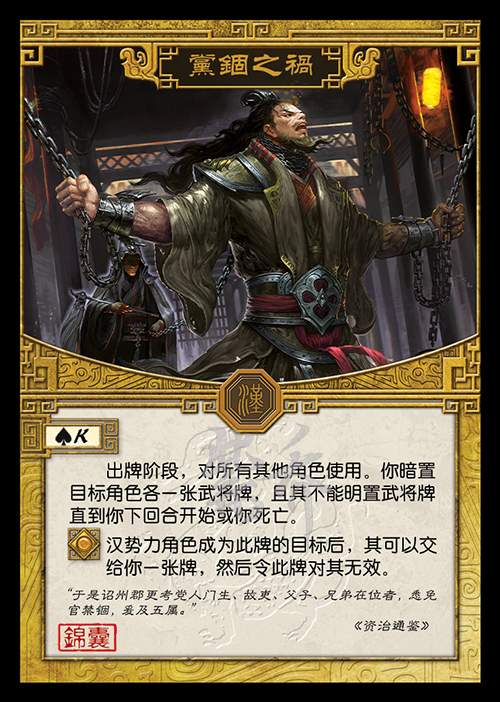 黨錮之禍
漢
♠K
出牌阶段，对所有其他角色使用。你暗置
目标角色各一张武将牌，且其不能明置武将牌
直到你下回合开始或你死亡。
汉势力角色成为此牌的目标后，其可以交
给你一张牌，然后令此牌对其无效。
“于是诏州郡更考党人门生、故吏、父子、兄弟在位者，悉免
官禁锢，爰及五属。”
《资治通鉴》
錦囊